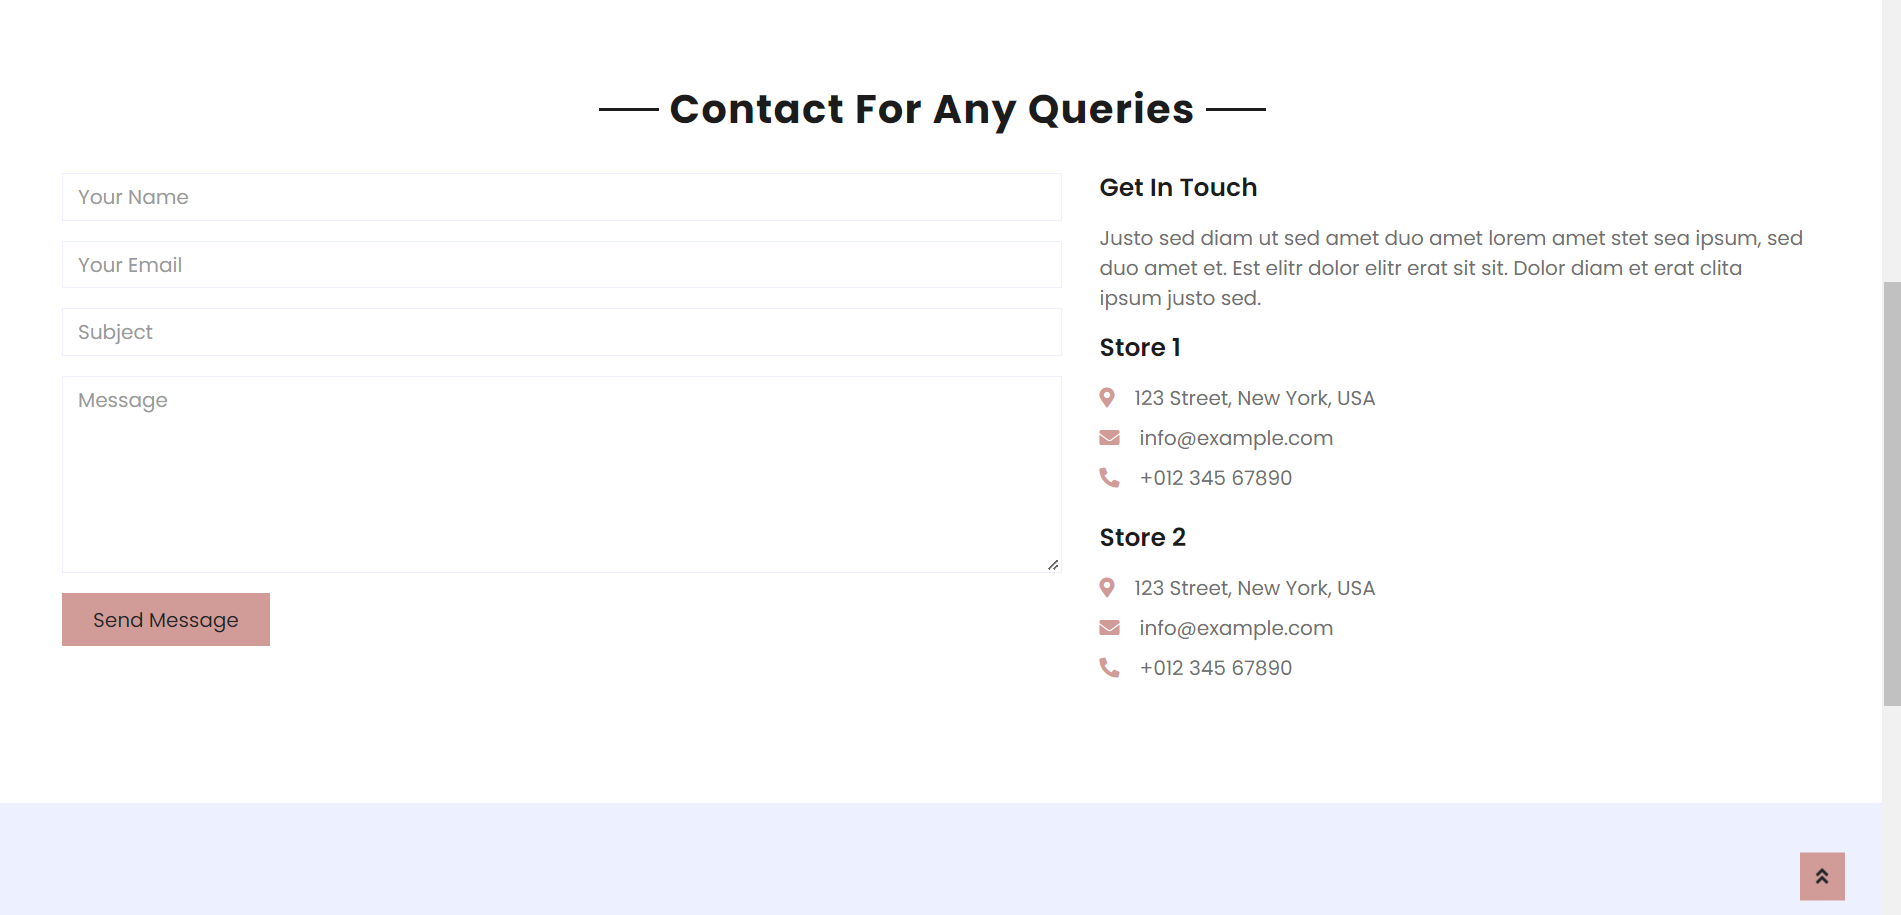 Contact For Any Queries
Your Name
Your Email
Subject
Message
Send Message
Get In Touch
Justo sed diam ut sed amet duo amet lorem amet stet sea ipsum, sed
duo amet et. Est elitr dolor elitr erat sit sit. Dolor diam et erat clita
ipsum justo sed.
Store 1
123 Street, New York, USA
info@example.com
+012 345 67890
Store 2
123 Street, New York, USA
info@example.com
+012 345 67890